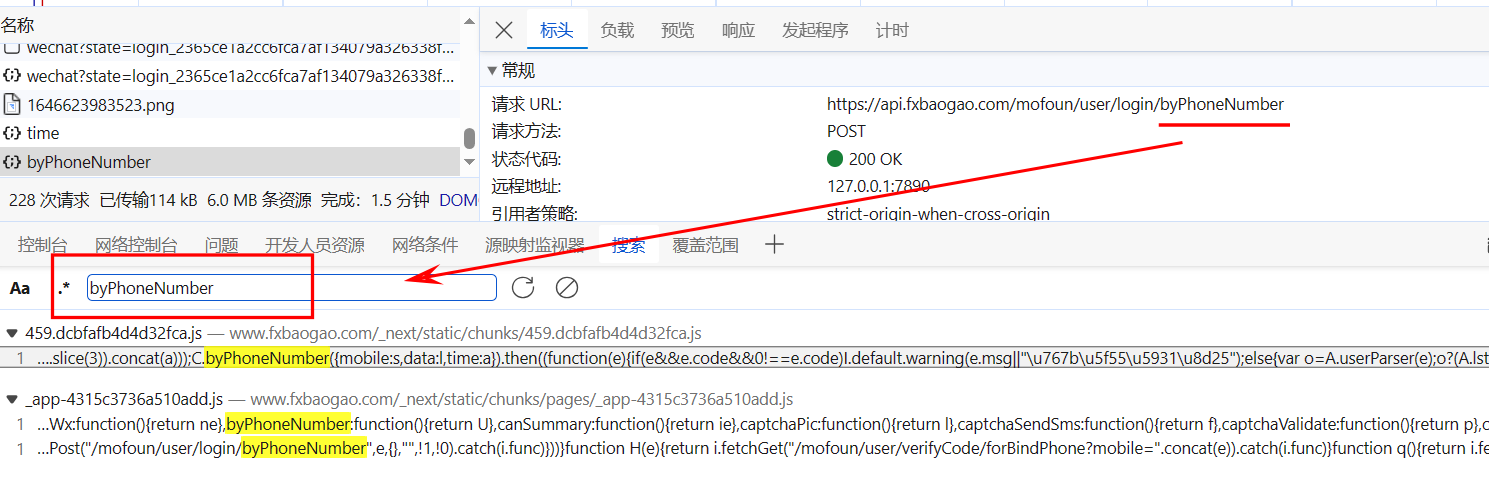 名称
wechat?state=login_2365ce1a2cc6fca7af134079a326338f...
wechat?state=login_2365ce1a2cc6fca7af134079a326338f...
1646623983523.png
time
byPhoneNumber
228 次请求 已传输114 kB 6.0 MB 条资源 完成：1.5 分钟 DOMC
标头 负载 预览 响应 发起程序 计时
常规
请求 URL: https://api.fxbaogao.com/mofoun/user/login/byPhoneNumber
请求方法: POST
状态代码: 200 OK
远程地址: 127.0.0.1:7890
引用者策略: strict-origin-when-cross-origin
控制台 网络控制台 问题 开发人员资源 网络条件 源映射监视器 搜索 覆盖范围
Aa .* byPhoneNumber
459.dcbfafb4d4d32fca.js — www.fxbaogao.com/_next/static/chunks/459.dcbfafb4d4d32fca.js
1 ....slice(3)).concat(a)));C.byPhoneNumber({mobile:s,data:l,time:a}).then((function(e){if(e&&e.code&&0!==e.code)I.default.warning(e.msg||"\u767b\u5f55\u5931\u8d25");else{var o=A.userParser(e);o?(A.lst
_app-4315c3736a510add.js — www.fxbaogao.com/_next/static/chunks/pages/_app-4315c3736a510add.js
1 ...Wx:function(){return ne},byPhoneNumber:function(){return U},canSummary:function(){return ie},captchaPic:function(){return l},captchaSendSms:function(){return f},captchaValidate:function(){return p},c
1 ...Post("/mofoun/user/login/byPhoneNumber",e,{},"",!1,!0).catch(i.func)}))}function H(e){return i.fetchGet("/mofoun/user/verifyCode/forBindPhone?mobile=".concat(e)).catch(i.func)}function q(){return i.fe